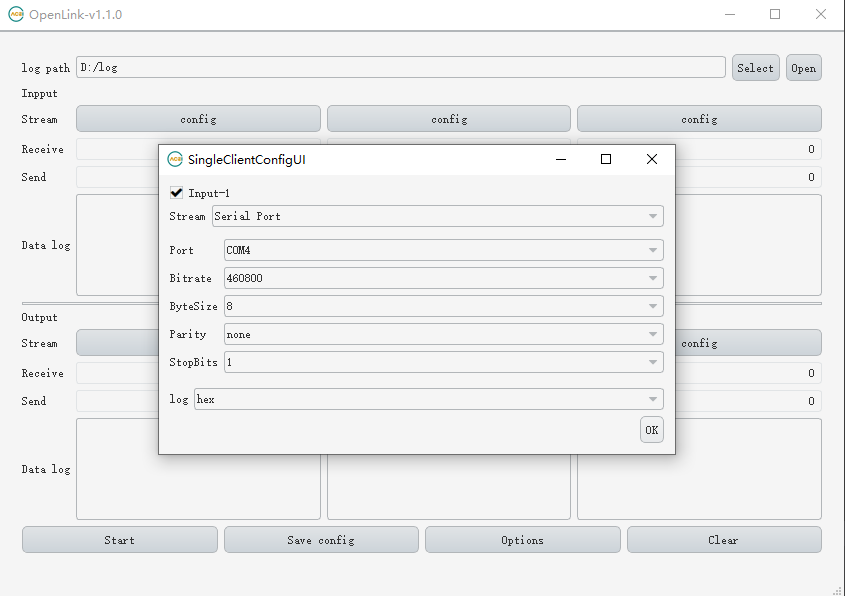 OpenLink-v1.1.0
log path D:/log Select Open
Inpput
Stream config config config
Receive 0
Send 0
Data log
SingleClientConfigUI
Input-1
Stream Serial Port
Port COM4
Bitrate 460800
ByteSize 8
Parity none
StopBits 1
log hex
OK
Output
Stream config
Receive 0
Send 0
Data log
Start Save config Options Clear